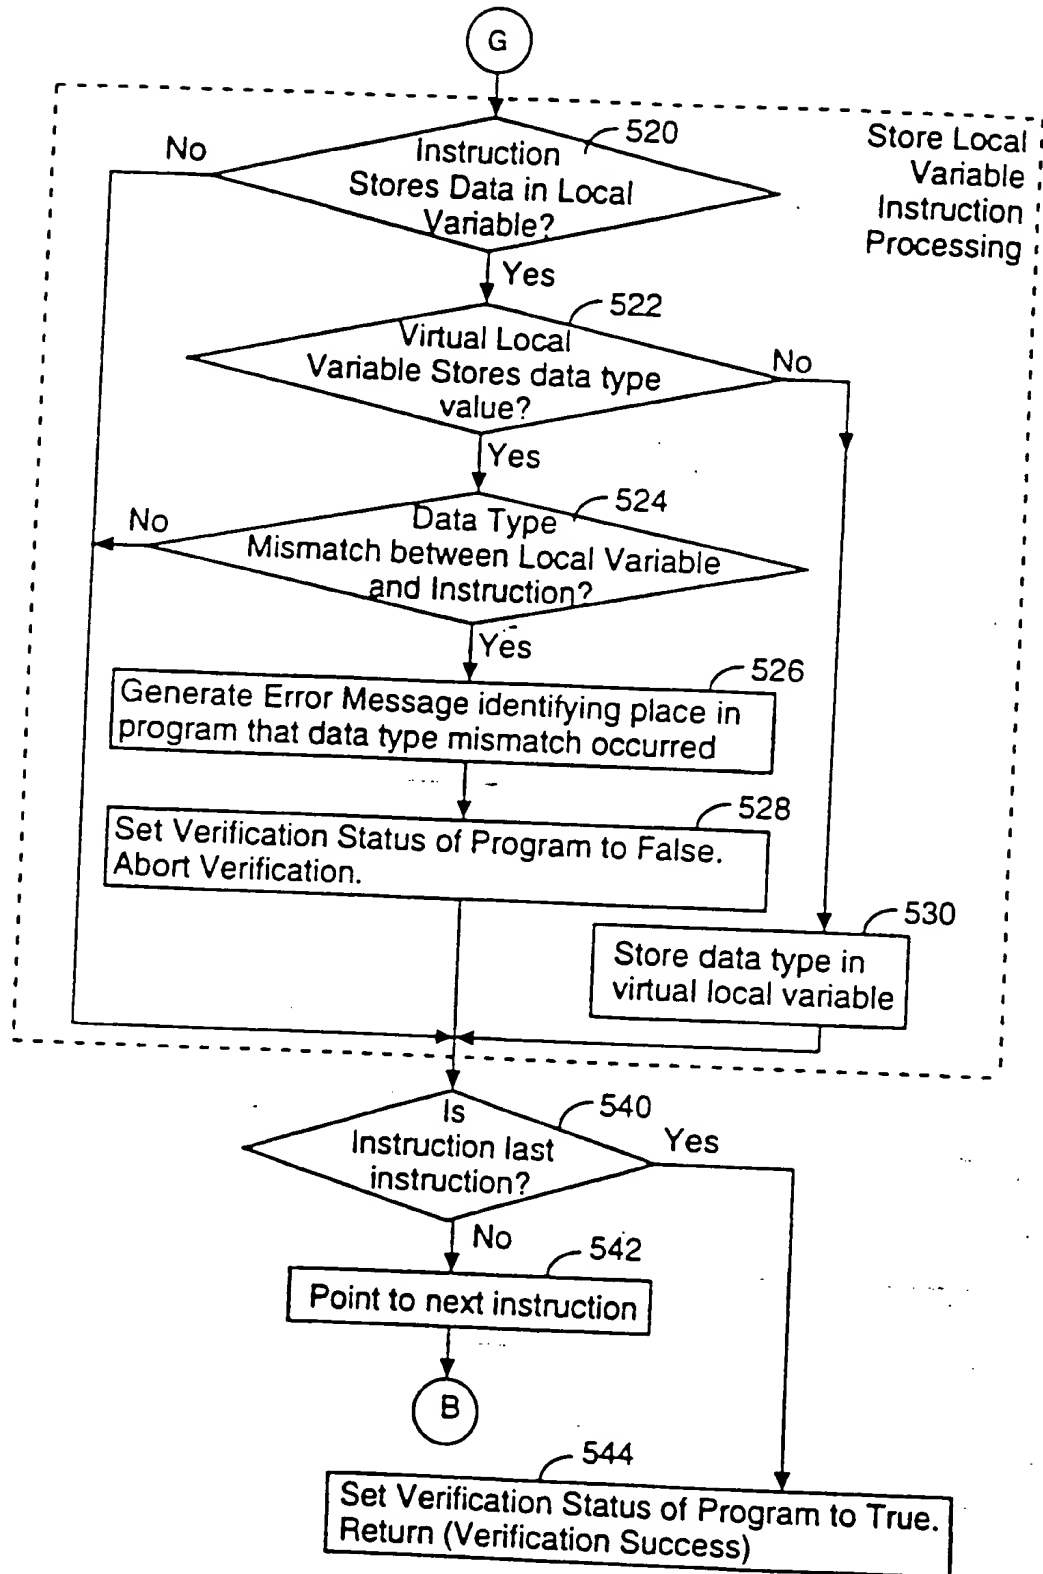 G
520
Store Local
Variable
Instruction
Processing
No
Instruction
Stores Data in Local
Variable?
Yes
522
Virtual Local
Variable Stores data type
value?
No
Yes
524
Data Type
Mismatch between Local Variable
and Instruction?
No
Yes
526
Generate Error Message identifying place in
program that data type mismatch occurred
528
Set Verification Status of Program to False.
Abort Verification.
530
Store data type in
virtual local variable
540
Is
Instruction last
instruction?
Yes
No
542
Point to next instruction
B
544
Set Verification Status of Program to True.
Return (Verification Success)